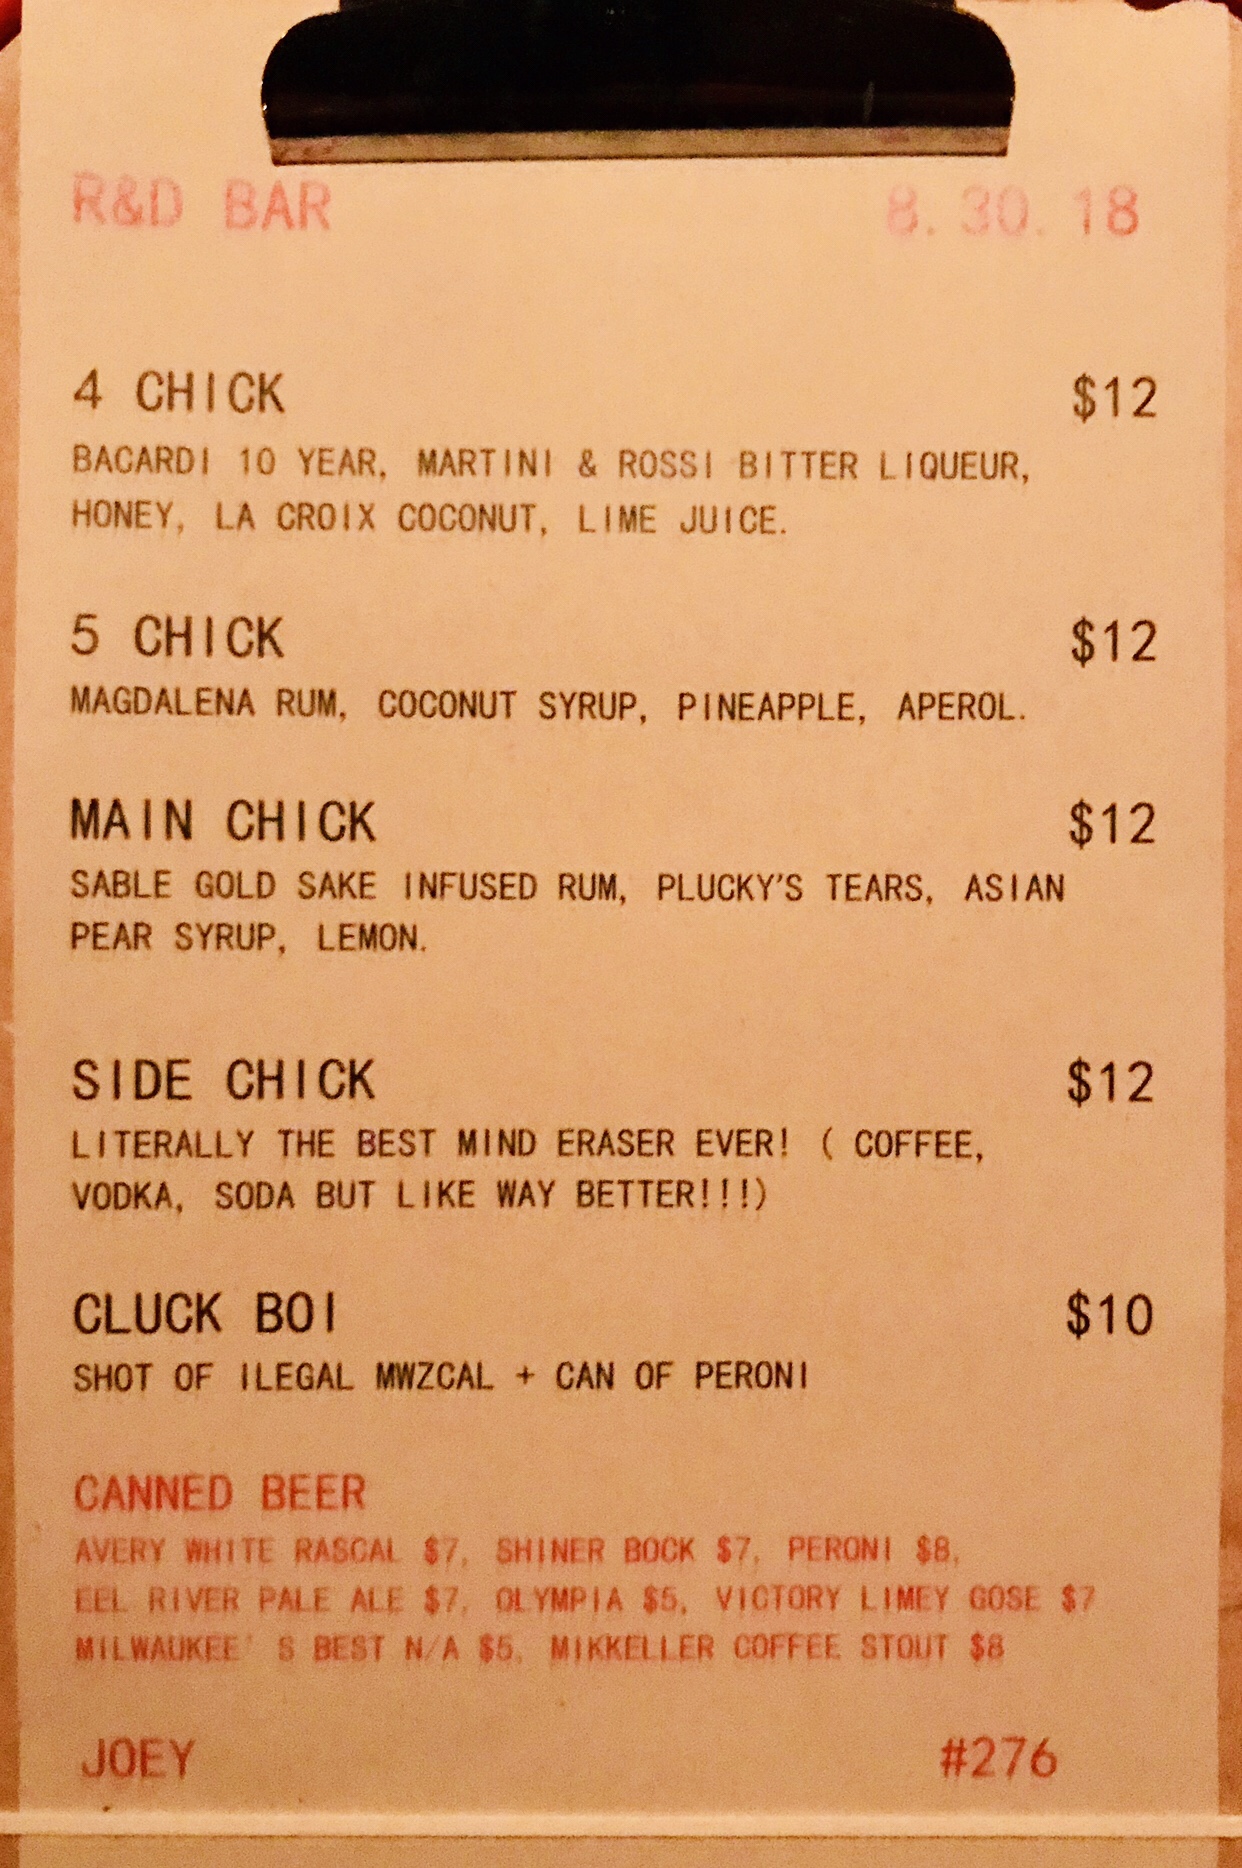 R&D BAR 8.30.18
4 CHICK $12
BACARDI 10 YEAR, MARTINI & ROSSI BITTER LIQUEUR,
HONEY, LA CROIX COCONUT, LIME JUICE.
5 CHICK $12
MAGDALENA RUM, COCONUT SYRUP, PINEAPPLE, APEROL.
MAIN CHICK $12
SABLE GOLD SAKE INFUSED RUM, PLUCKY'S TEARS, ASIAN
PEAR SYRUP, LEMON.
SIDE CHICK $12
LITERALLY THE BEST MIND ERASER EVER! ( COFFEE,
VODKA, SODA BUT LIKE WAY BETTER!!!)
CLUCK BOI $10
SHOT OF ILEGAL MWZCAL + CAN OF PERONI
CANNED BEER
AVERY WHITE RASCAL $7, SHINER BOCK $7, PERONI $8,
EEL RIVER PALE ALE $7, OLYMPIA $5, VICTORY LIMEY GOSE $7
MILWAUKEE' S BEST N/A $5, MIKKELLER COFFEE STOUT $8
JOEY #276